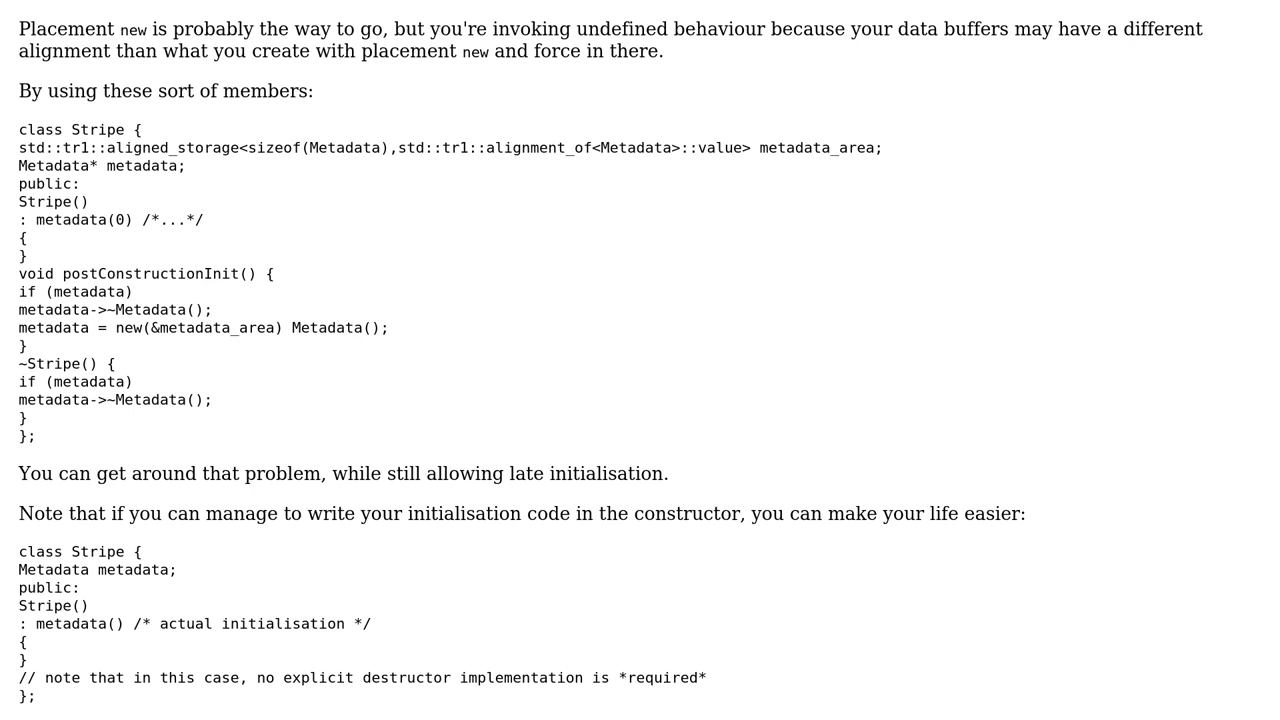 Placement new is probably the way to go, but you're invoking undefined behaviour because your data buffers may have a different
alignment than what you create with placement new and force in there.
By using these sort of members:
class Stripe {
std::tr1::aligned_storage<sizeof(Metadata),std::tr1::alignment_of<Metadata>::value> metadata_area;
Metadata* metadata;
public:
Stripe()
: metadata(0) /*...*/
{
}
void postConstructionInit() {
if (metadata)
metadata->~Metadata();
metadata = new(&metadata_area) Metadata();
}
~Stripe() {
if (metadata)
metadata->~Metadata();
}
};
You can get around that problem, while still allowing late initialisation.
Note that if you can manage to write your initialisation code in the constructor, you can make your life easier:
class Stripe {
Metadata metadata;
public:
Stripe()
: metadata() /* actual initialisation */
{
}
// note that in this case, no explicit destructor implementation is *required*
};